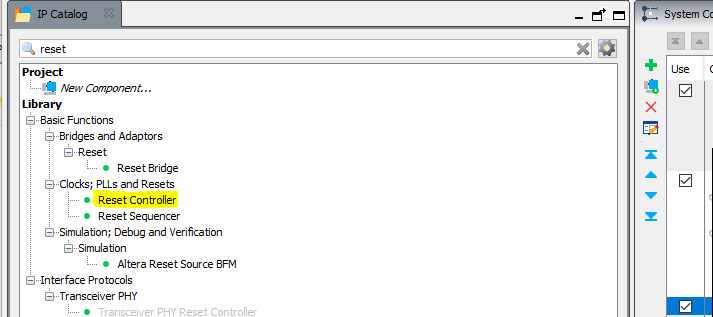 IP Catalog
System Co
reset
Project
New Component...
Library
Basic Functions
Bridges and Adaptors
Reset
Reset Bridge
Clocks; PLLs and Resets
Reset Controller
Reset Sequencer
Simulation; Debug and Verification
Simulation
Altera Reset Source BFM
Interface Protocols
Transceiver PHY
Transceiver PHY Reset Controller
Use